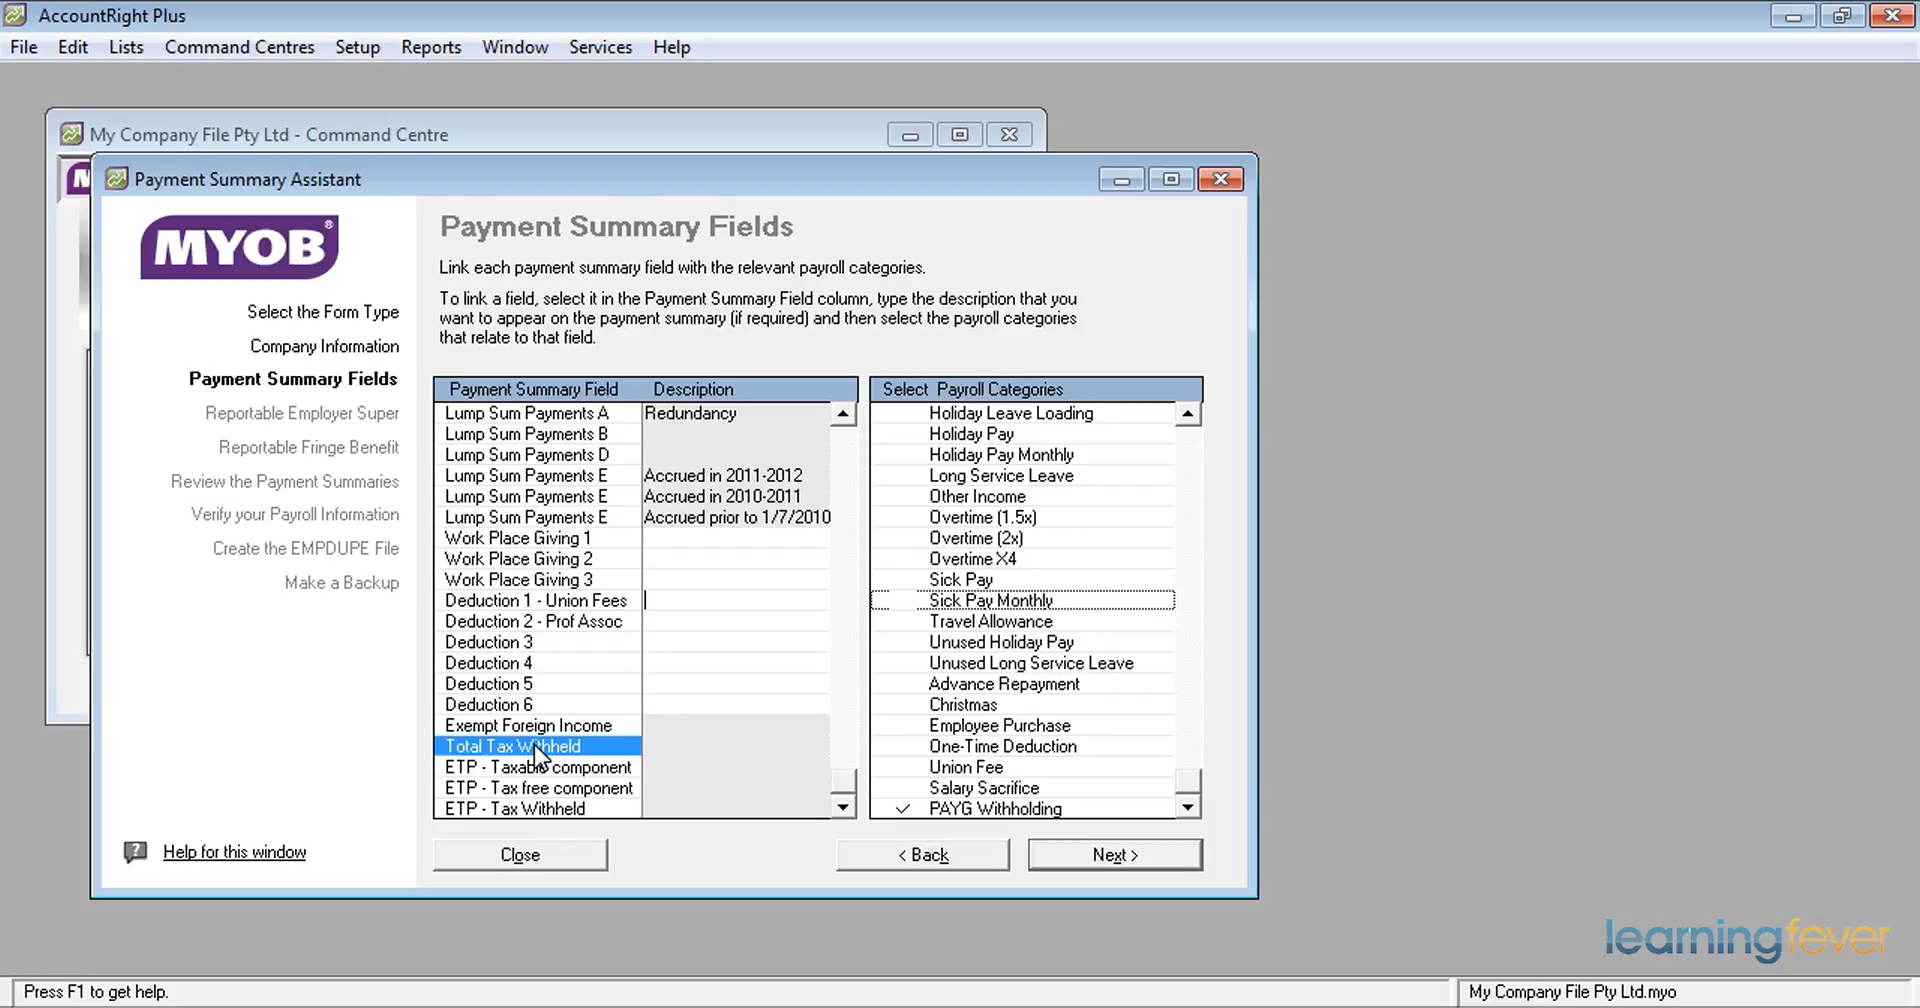 AccountRight Plus
File Edit Lists Command Centres Setup Reports Window Services Help
My Company File Pty Ltd - Command Centre
Payment Summary Assistant
MYOB®
Select the Form Type
Company Information
Payment Summary Fields
Reportable Employer Super
Reportable Fringe Benefit
Review the Payment Summaries
Verify your Payroll Information
Create the EMPDUPE File
Make a Backup
? Help for this window
Payment Summary Fields
Link each payment summary field with the relevant payroll categories.
To link a field, select it in the Payment Summary Field column, type the description that you
want to appear on the payment summary (if required) and then select the payroll categories
that relate to that field.
Payment Summary Field Description
Lump Sum Payments A Redundancy
Lump Sum Payments B
Lump Sum Payments D
Lump Sum Payments E Accrued in 2011-2012
Lump Sum Payments E Accrued in 2010-2011
Lump Sum Payments E Accrued prior to 1/7/2010
Work Place Giving 1
Work Place Giving 2
Work Place Giving 3
Deduction 1 - Union Fees
Deduction 2 - Prof Assoc
Deduction 3
Deduction 4
Deduction 5
Deduction 6
Exempt Foreign Income
Total Tax Withheld
ETP - Taxable component
ETP - Tax free component
ETP - Tax Withheld
Select Payroll Categories
Holiday Leave Loading
Holiday Pay
Holiday Pay Monthly
Long Service Leave
Other Income
Overtime (1.5x)
Overtime (2x)
Overtime X4
Sick Pay
Sick Pay Monthly
Travel Allowance
Unused Holiday Pay
Unused Long Service Leave
Advance Repayment
Christmas
Employee Purchase
One-Time Deduction
Union Fee
Salary Sacrifice
PAYG Withholding
Close < Back Next >
learningfever
Press F1 to get help. My Company File Pty Ltd.myo